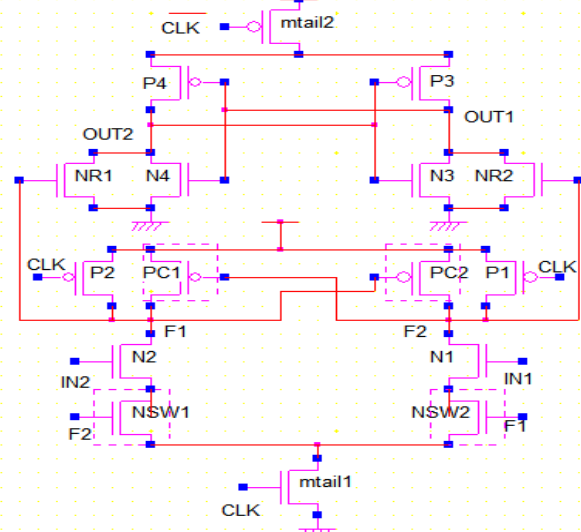 CLK mtail2
P4 P3
OUT1
OUT2
NR1 N4 N3 NR2
CLK P2 PC1 PC2 P1 CLK
F1 F2
N2 N1
IN2 IN1
NSW1 NSW2
F2 F1
mtail1
CLK